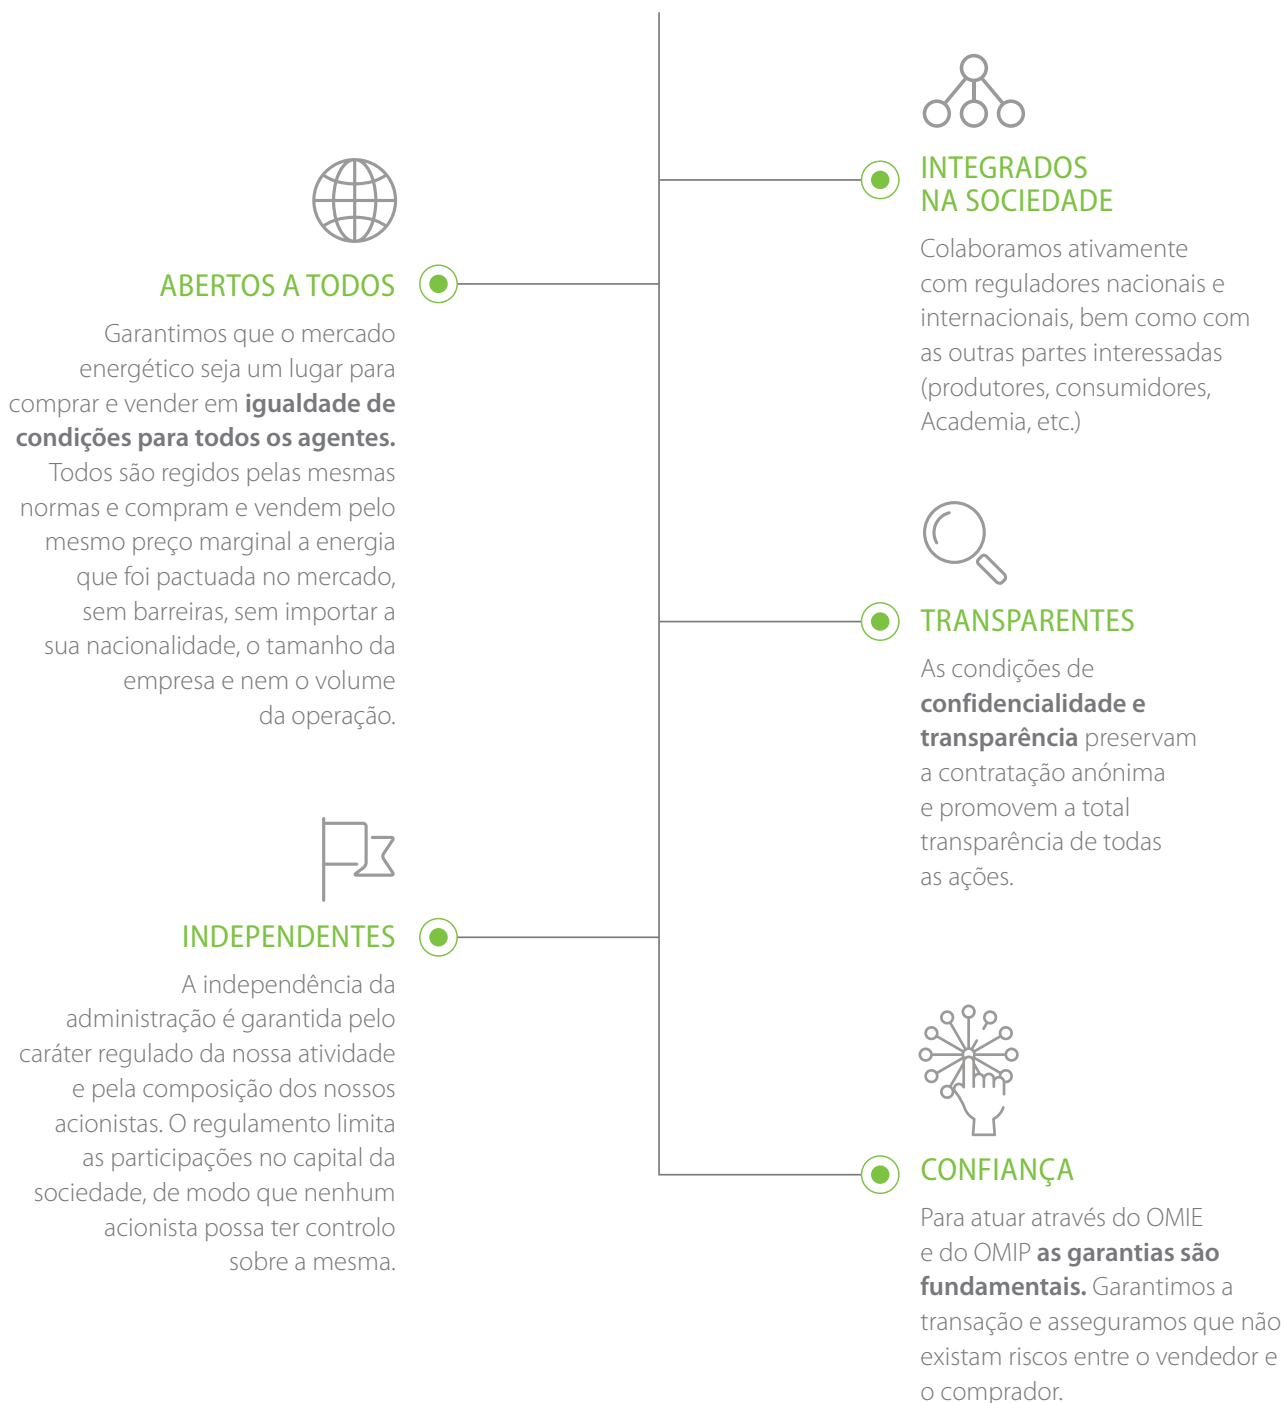 INTEGRADOS
NA SOCIEDADE
Colaboramos ativamente
com reguladores nacionais e
internacionais, bem como com
as outras partes interessadas
(produtores, consumidores,
Academia, etc.)
ABERTOS A TODOS
Garantimos que o mercado
energético seja um lugar para
comprar e vender em igualdade de
condições para todos os agentes.
Todos são regidos pelas mesmas
normas e compram e vendem pelo
mesmo preço marginal a energia
que foi pactuada no mercado,
sem barreiras, sem importar a
sua nacionalidade, o tamanho da
empresa e nem o volume
da operação.
TRANSPARENTES
As condições de
confidencialidade e
transparência preservam
a contratação anónima
e promovem a total
transparência de todas
as ações.
INDEPENDENTES
A independência da
administração é garantida pelo
caráter regulado da nossa atividade
e pela composição dos nossos
acionistas. O regulamento limita
as participações no capital da
sociedade, de modo que nenhum
acionista possa ter controlo
sobre a mesma.
CONFIANÇA
Para atuar através do OMIE
e do OMIP as garantias são
fundamentais. Garantimos a
transação e asseguramos que não
existam riscos entre o vendedor e
o comprador.